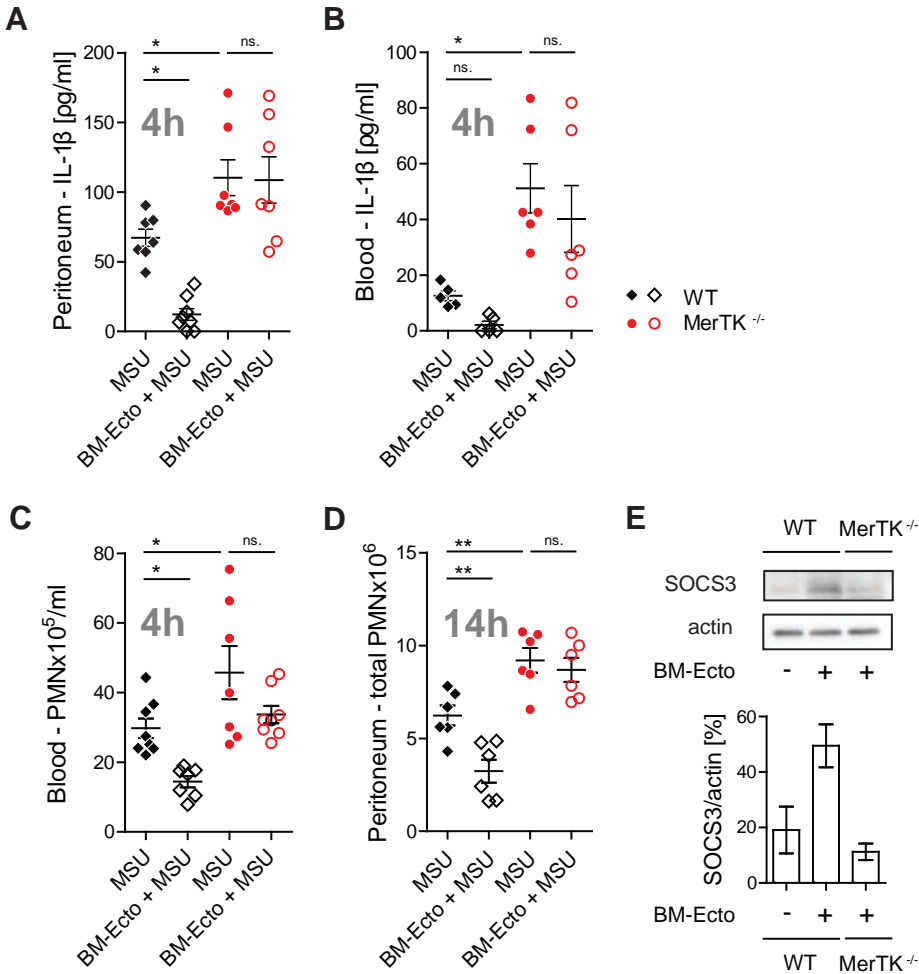 A
Peritoneum - IL-1β [ρg/ml]
200
150
100
50
0
4h
*
*
ns.
MSU
BM-Ecto + MSU
MSU
BM-Ecto + MSU
B
Blood - IL-1β [ρg/ml]
100
80
60
40
20
0
4h
*
ns.
ns.
MSU
BM-Ecto + MSU
MSU
BM-Ecto + MSU
WT
MerTK -/-
C
Blood - PMNx10⁵/ml
80
60
40
20
0
4h
*
*
ns.
MSU
BM-Ecto + MSU
MSU
BM-Ecto + MSU
D
Peritoneum - total PMNx10⁶
15
10
5
0
14h
**
**
ns.
MSU
BM-Ecto + MSU
MSU
BM-Ecto + MSU
E
WT MerTK -/-
SOCS3
actin
BM-Ecto - + +
SOCS3/actin [%]
60
40
20
0
BM-Ecto - + +
WT MerTK -/-